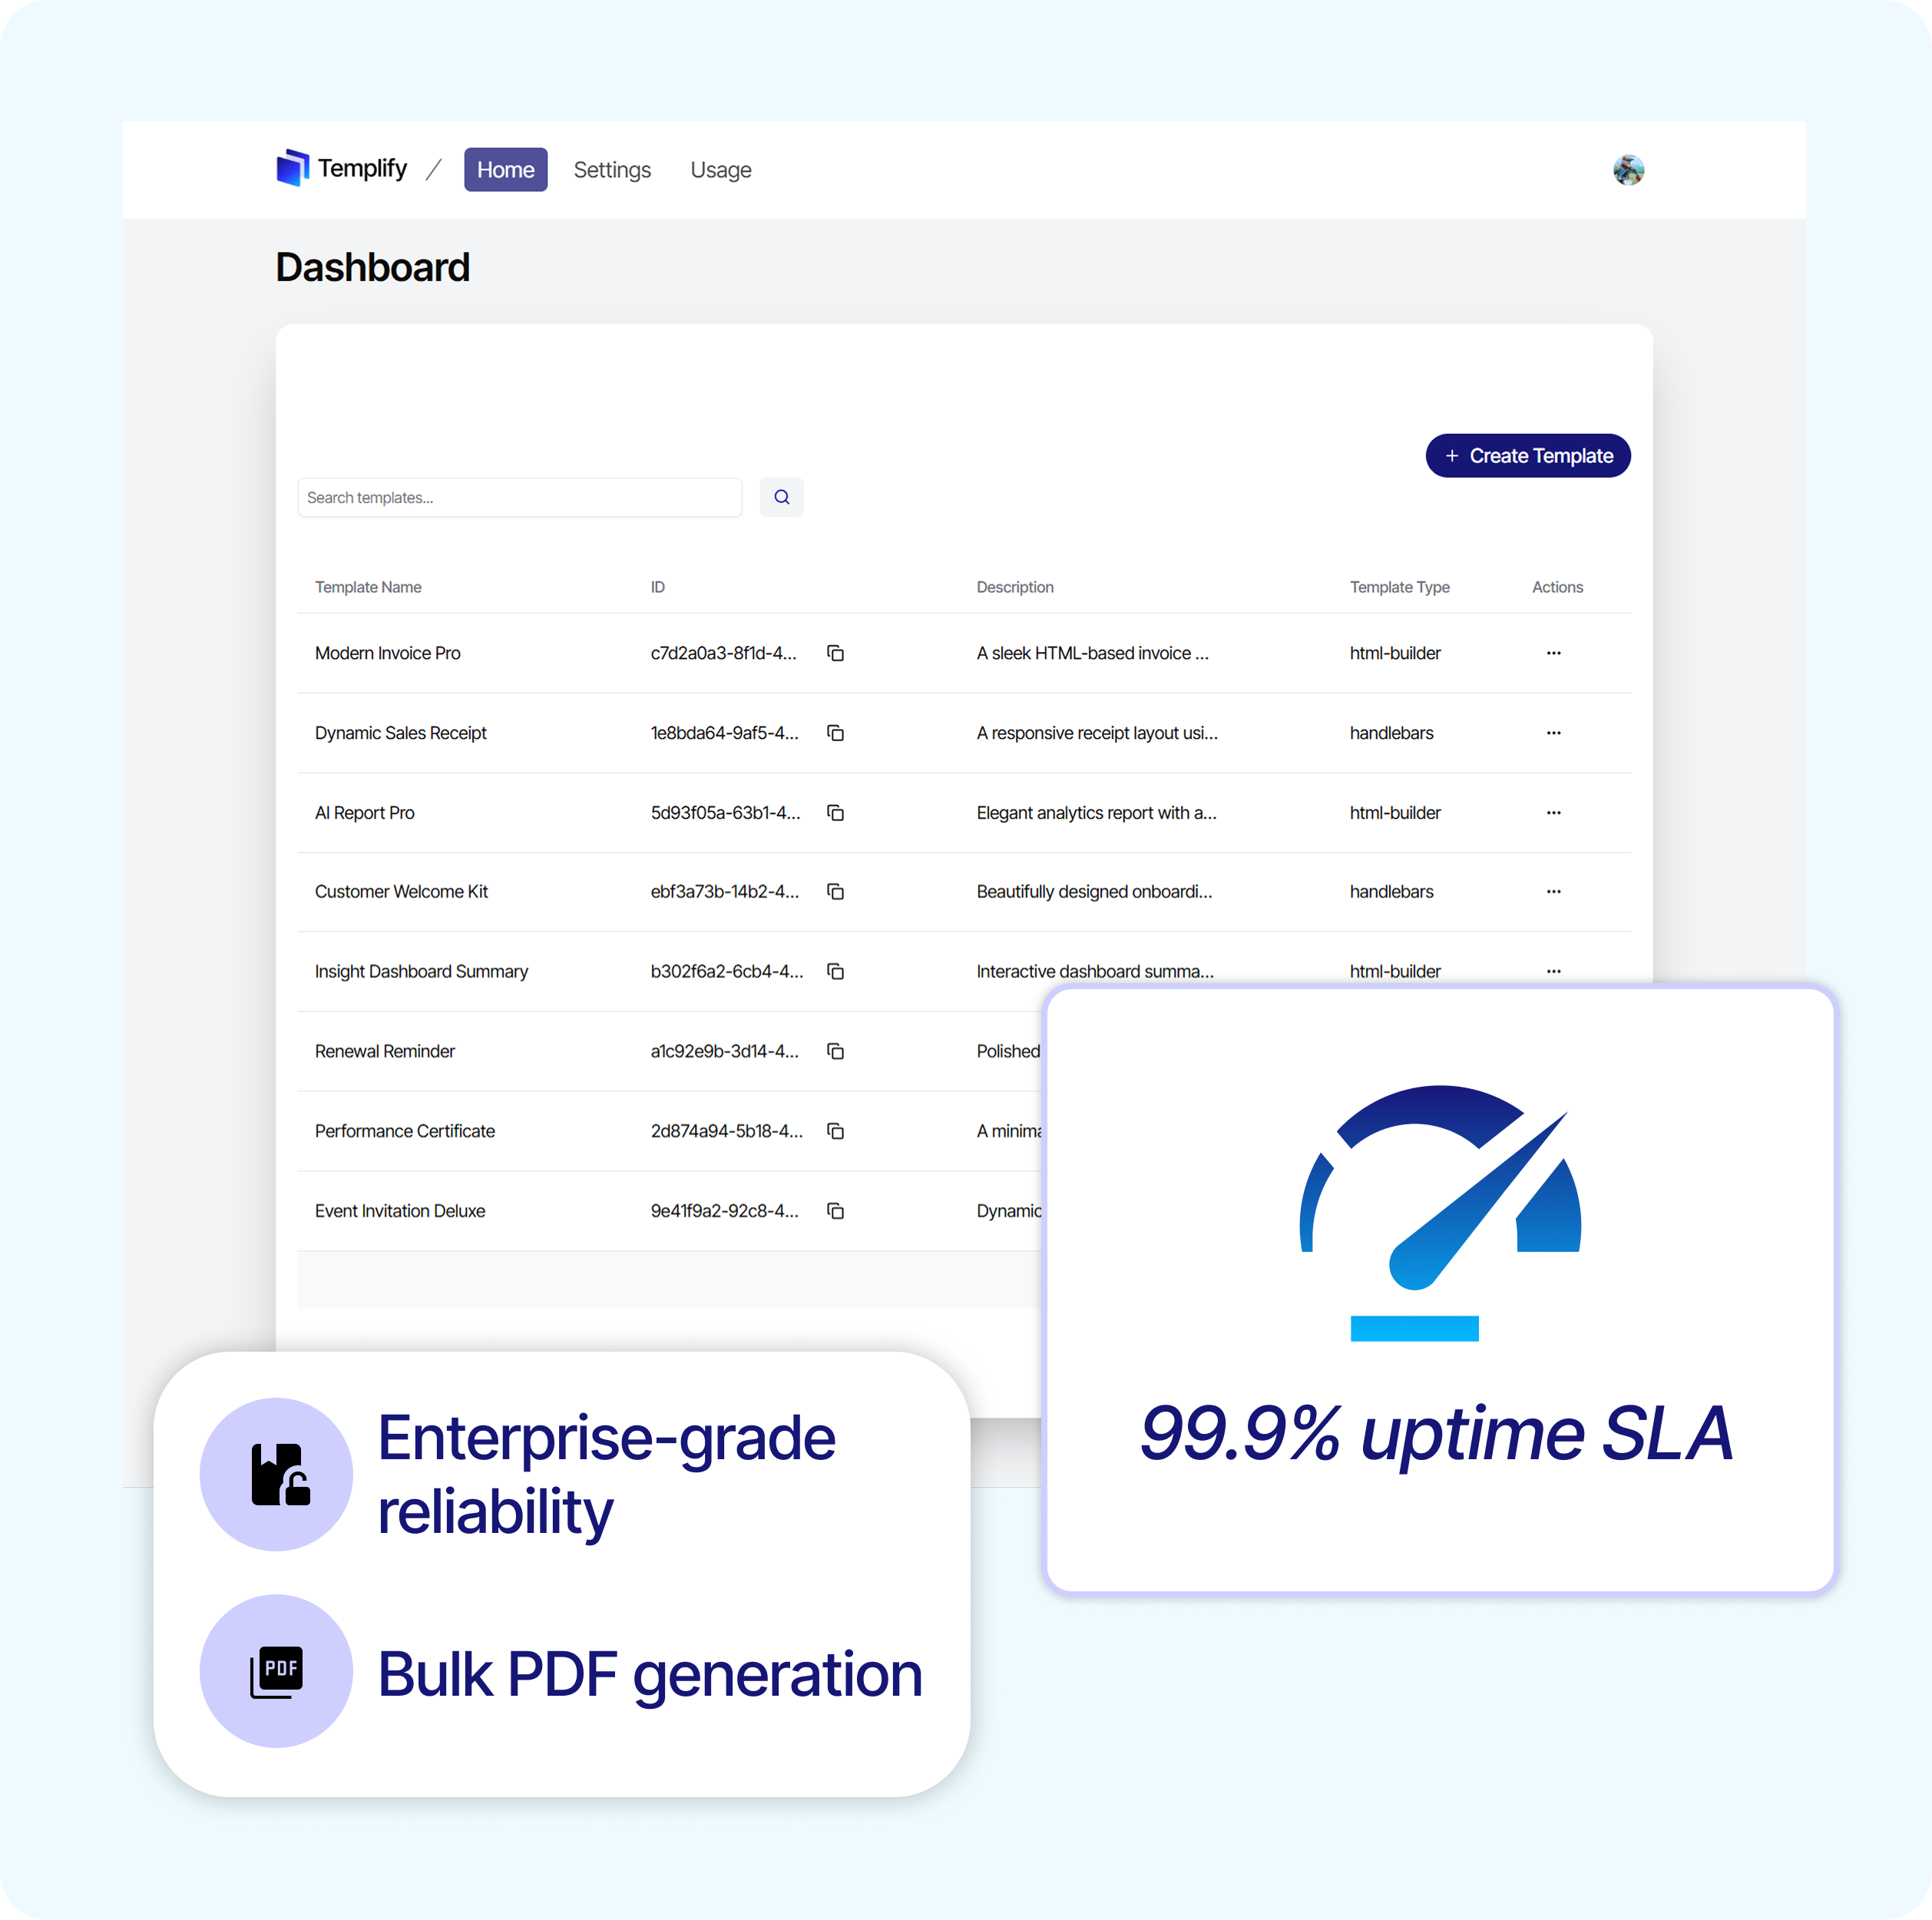 Templify / Home Settings Usage
Dashboard
+ Create Template
Search templates...
Template Name ID Description Template Type Actions
Modern Invoice Pro c7d2a0a3-8f1d-4... A sleek HTML-based invoice ... html-builder ...
Dynamic Sales Receipt 1e8bda64-9af5-4... A responsive receipt layout usi... handlebars ...
AI Report Pro 5d93f05a-63b1-4... Elegant analytics report with a... html-builder ...
Customer Welcome Kit ebf3a73b-14b2-4... Beautifully designed onboardi... handlebars ...
Insight Dashboard Summary b302f6a2-6cb4-4... Interactive dashboard summa... html-builder ...
Renewal Reminder a1c92e9b-3d14-4... Polished
Performance Certificate 2d874a94-5b18-4... A minima
Event Invitation Deluxe 9e41f9a2-92c8-4... Dynamic
99.9% uptime SLA
Enterprise-grade
reliability
PDF
Bulk PDF generation